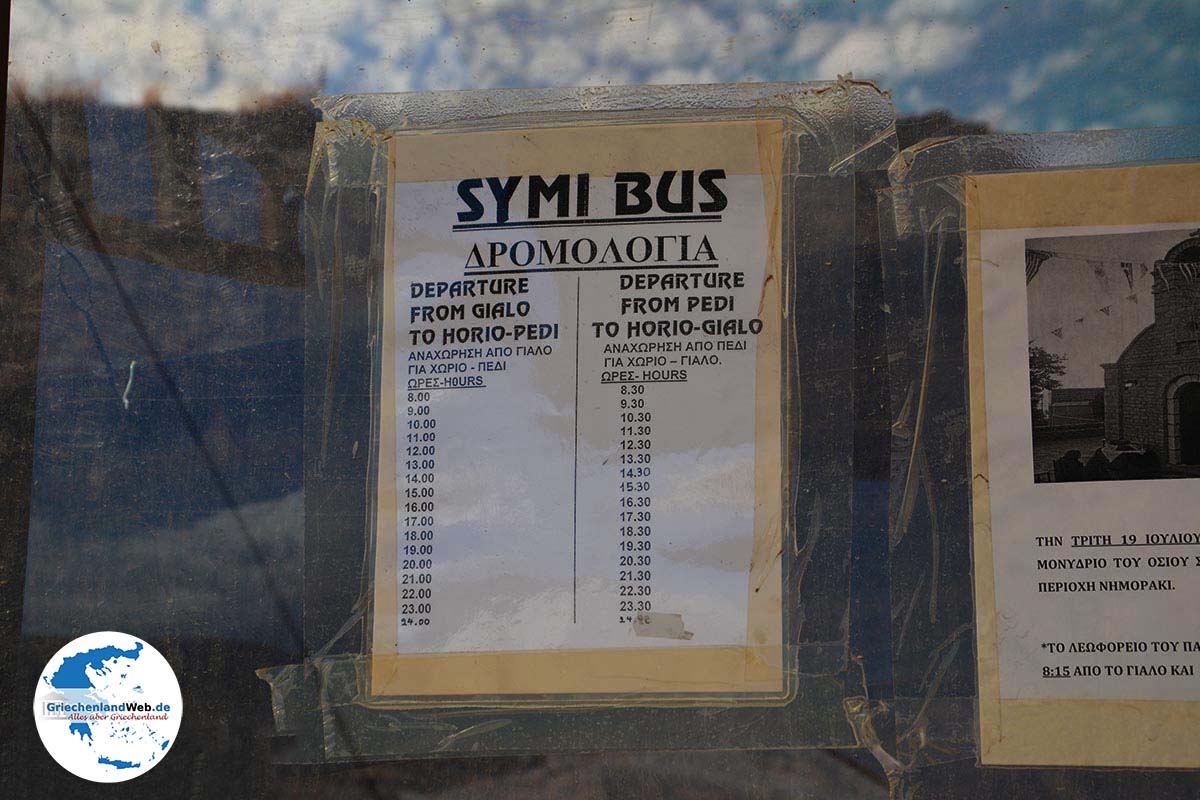 SYMI BUS
ΔΡΟΜΟΛΟΓΙΑ
DEPARTURE
FROM GIALO
TO HORIO-PEDI
ΑΝΑΧΩΡΗΣΗ ΑΠΟ ΓΙΑΛΟ
ΓΙΑ ΧΩΡΙΟ - ΠΕΔΙ
ΩΡΕΣ-H0URS
8.00
9.00
10.00
11.00
12.00
13.00
14.00
15.00
16.00
17.00
18.00
19.00
20.00
21.00
22.00
23.00
24.00
DEPARTURE
FROM PEDI
TO HORIO-GIALO
ΑΝΑΧΩΡΗΣΗ ΑΠΟ ΠΕΔΙ
ΓΙΑ ΧΩΡΙΟ – ΓΙΑΛΟ.
ΩΡΕΣ- HOURS
8.30
9.30
10.30
11.30
12.30
13.30
14.30
15.30
16.30
17.30
18.30
19.30
20.30
21.30
22.30
23.30
ΤΗΝ ΤΡΙΤΗ 19 ΙΟΥΛΙΟΥ
ΜΟΝΥΔΡΙΟ ΤΟΥ ΟΣΙΟΥ Σ
ΠΕΡΙΟΧΗ ΝΗΜΟΡΑΚΙ.
*ΤΟ ΛΕΩΦΟΡΕΙΟ ΤΟΥ ΠΑ
8:15 ΑΠΟ ΤΟ ΓΙΑΛΟ ΚΑΙ
GriechenlandWeb.de
Alles über Griechenland